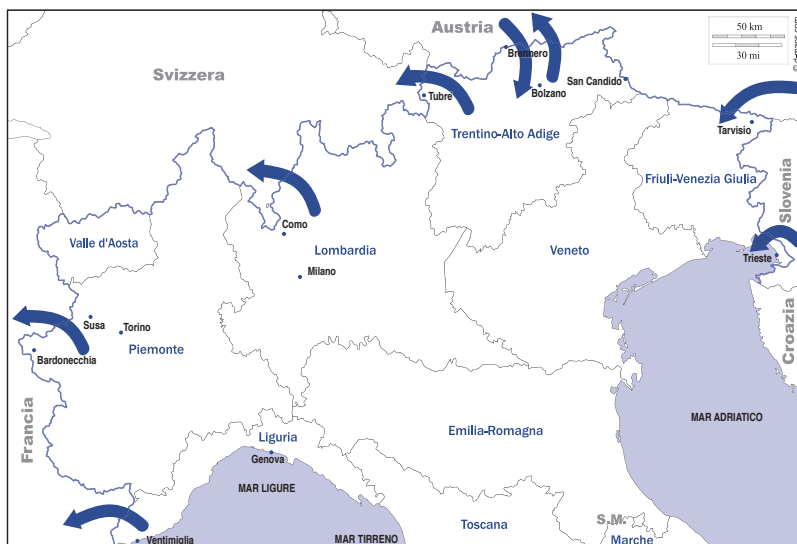 Austria
50 km
30 mi
© d-maps.com
Svizzera
Brennero
San Candido
Bolzano
Tubre
Tarvisio
Trentino-Alto Adige
Friuli-Venezia Giulia
Slovenia
Como
Valle d'Aosta
Lombardia
Veneto
Trieste
Milano
Susa
Torino
Piemonte
Bardonecchia
Croazia
Francia
MAR ADRIATICO
Emilia-Romagna
Liguria
Genova
MAR LIGURE
Toscana
S.M.
Ventimiglia
MAR TIRRENO
Marche